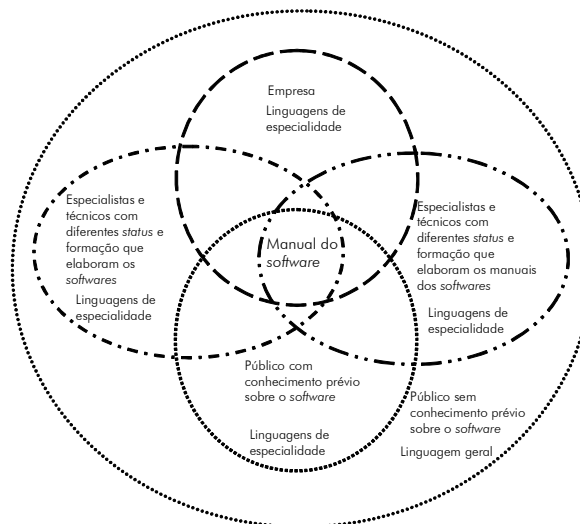 Empresa
Linguagens de
especialidade
Especialistas e
técnicos com
diferentes status e
formação que
elaboram os
softwares
Linguagens de
especialidade
Manual do
software
Especialistas e
técnicos com
diferentes status e
formação que
elaboram os manuais
dos softwares
Linguagens de
especialidade
Público com
conhecimento prévio
sobre o software
Linguagens de
especialidade
Público sem
conhecimento prévio
sobre o software
Linguagem geral